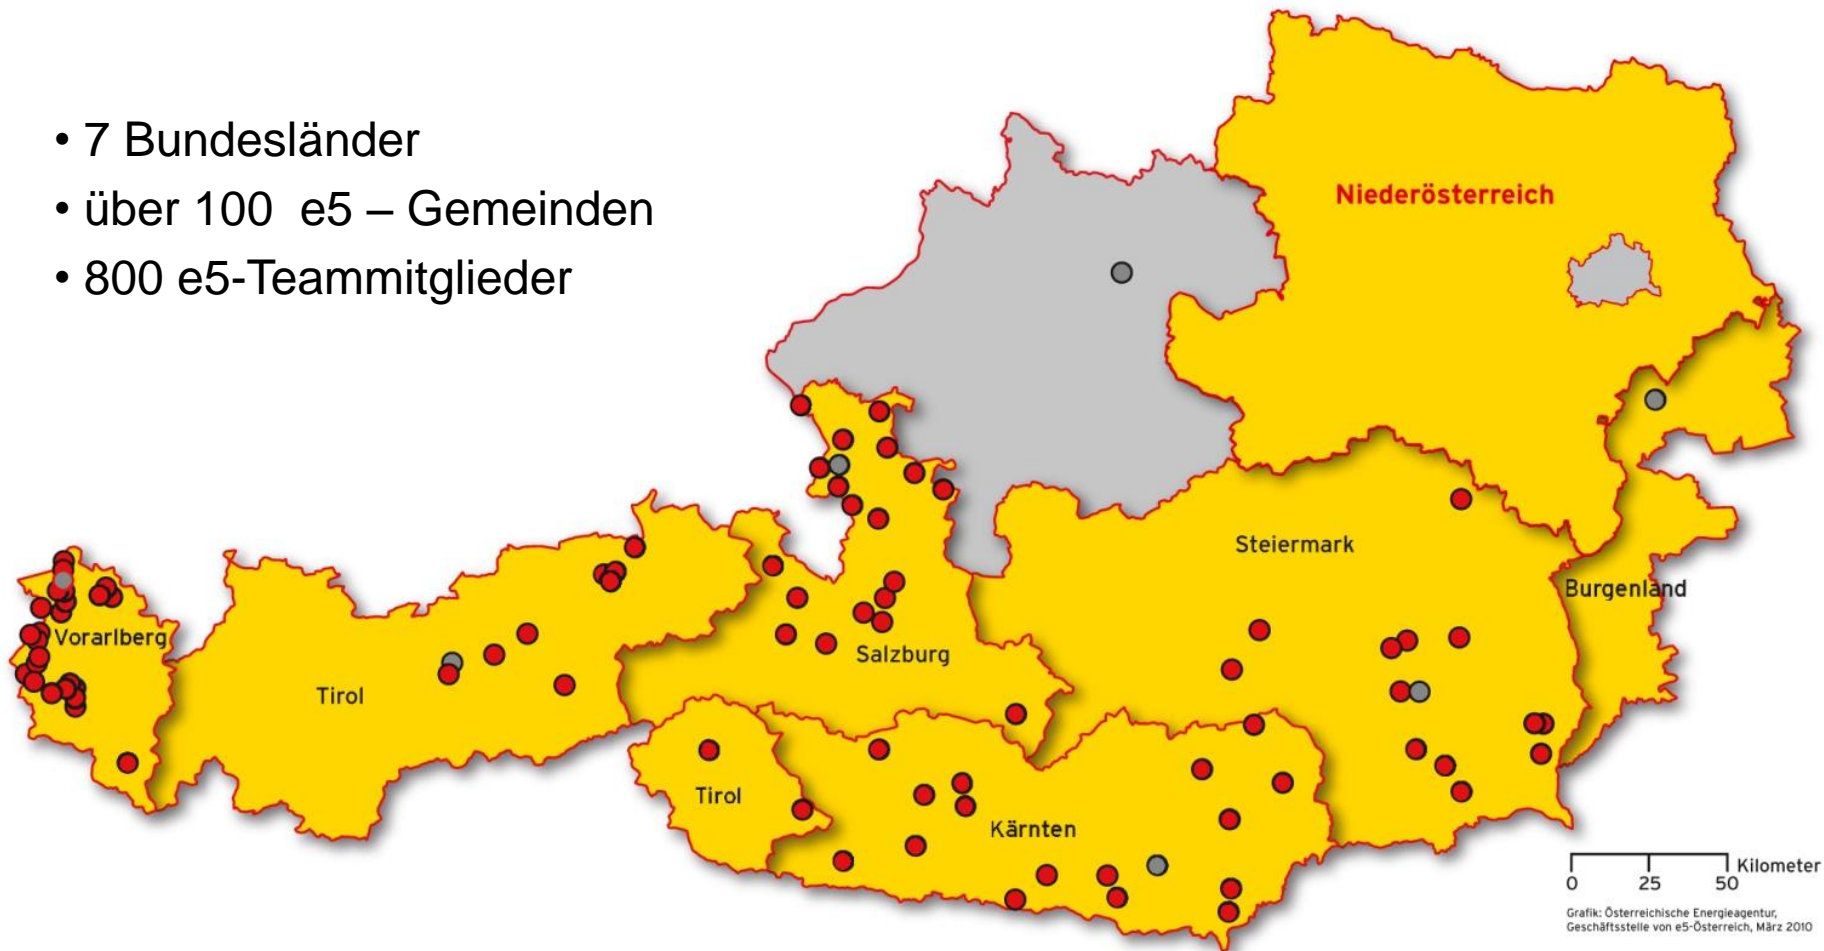 • 7 Bundesländer
• über 100 e5 – Gemeinden
• 800 e5-Teammitglieder
Niederösterreich
Steiermark
Burgenland
Vorarlberg
Salzburg
Tirol
Tirol
Kärnten
Kilometer
0 25 50
Grafik: Österreichische Energieagentur,
Geschäftsstelle von e5-Österreich, März 2010